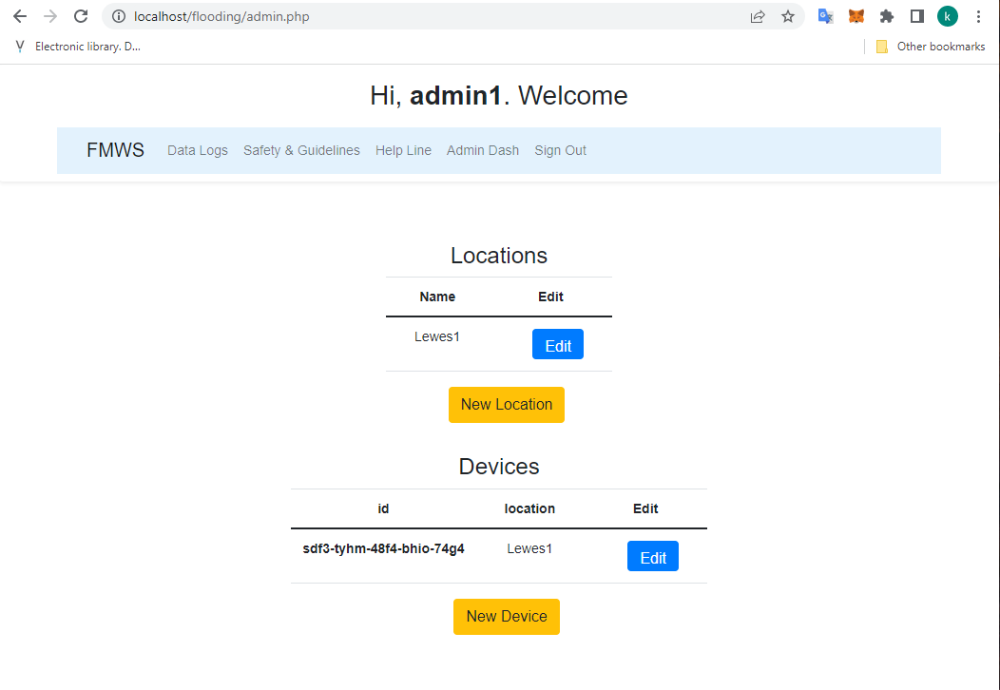 localhost/flooding/admin.php
k
Electronic library. D...
Other bookmarks
Hi, admin1. Welcome
FMWS Data Logs Safety & Guidelines Help Line Admin Dash Sign Out
Locations
Name Edit
Lewes1 Edit
New Location
Devices
id location Edit
sdf3-tyhm-48f4-bhio-74g4 Lewes1 Edit
New Device